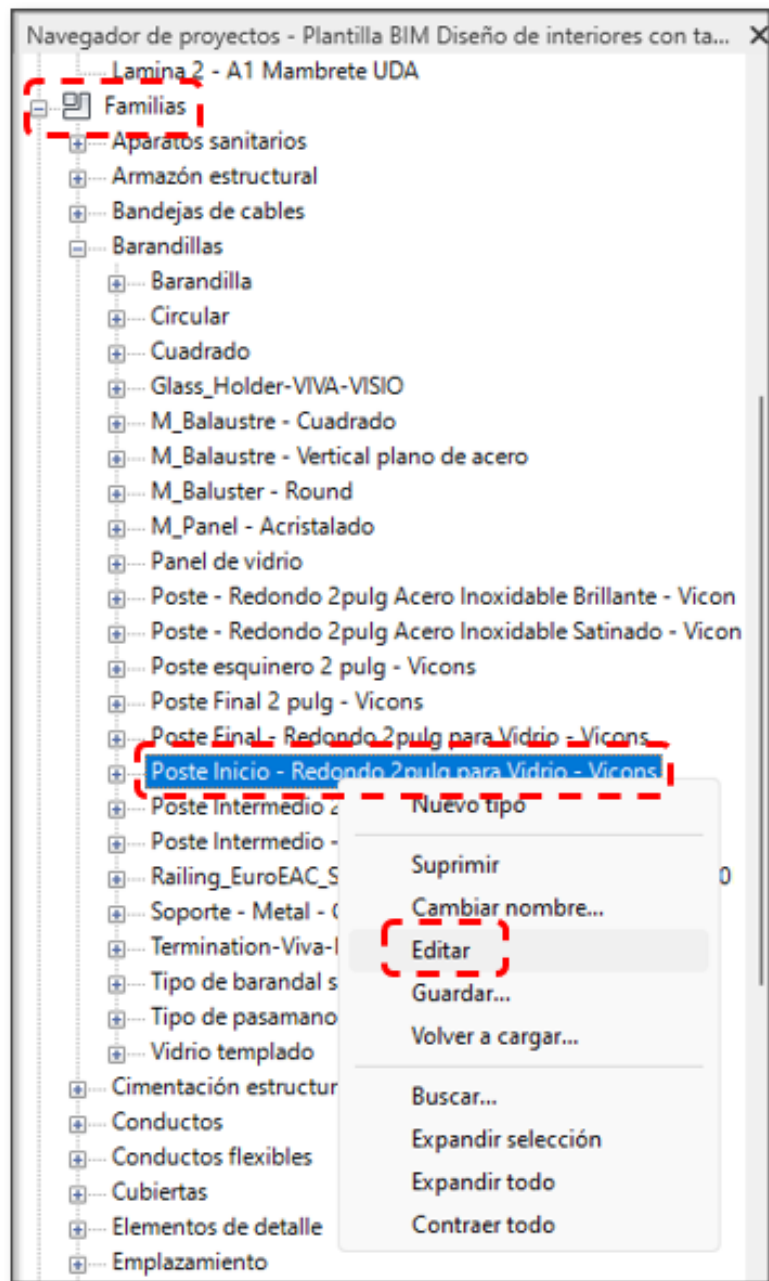 Navegador de proyectos - Plantilla BIM Diseño de interiores con ta...
Lamina 2 - A1 Mambrete UDA
Familias
Aparatos sanitarios
Armazón estructural
Bandejas de cables
Barandillas
Barandilla
Circular
Cuadrado
Glass_Holder-VIVA-VISIO
M_Balaustre - Cuadrado
M_Balaustre - Vertical plano de acero
M_Baluster - Round
M_Panel - Acristalado
Panel de vidrio
Poste - Redondo 2pulg Acero Inoxidable Brillante - Vicon
Poste - Redondo 2pulg Acero Inoxidable Satinado - Vicon
Poste esquinero 2 pulg - Vicons
Poste Final 2 pulg - Vicons
Poste Final - Redondo 2pulg para Vidrio - Vicons
Poste Inicio - Redondo 2pulg para Vidrio - Vicons
Poste Intermedio 2
Nuevo tipo
Poste Intermedio -
Suprimir
Railing_EuroEAC_S
0
Cambiar nombre...
Soporte - Metal - C
Editar
Termination-Viva-
Guardar...
Tipo de barandal s
Tipo de pasamano
Volver a cargar...
Vidrio templado
Cimentación estructur
Buscar...
Conductos
Expandir selección
Conductos flexibles
Expandir todo
Cubiertas
Contraer todo
Elementos de detalle
Emplazamiento